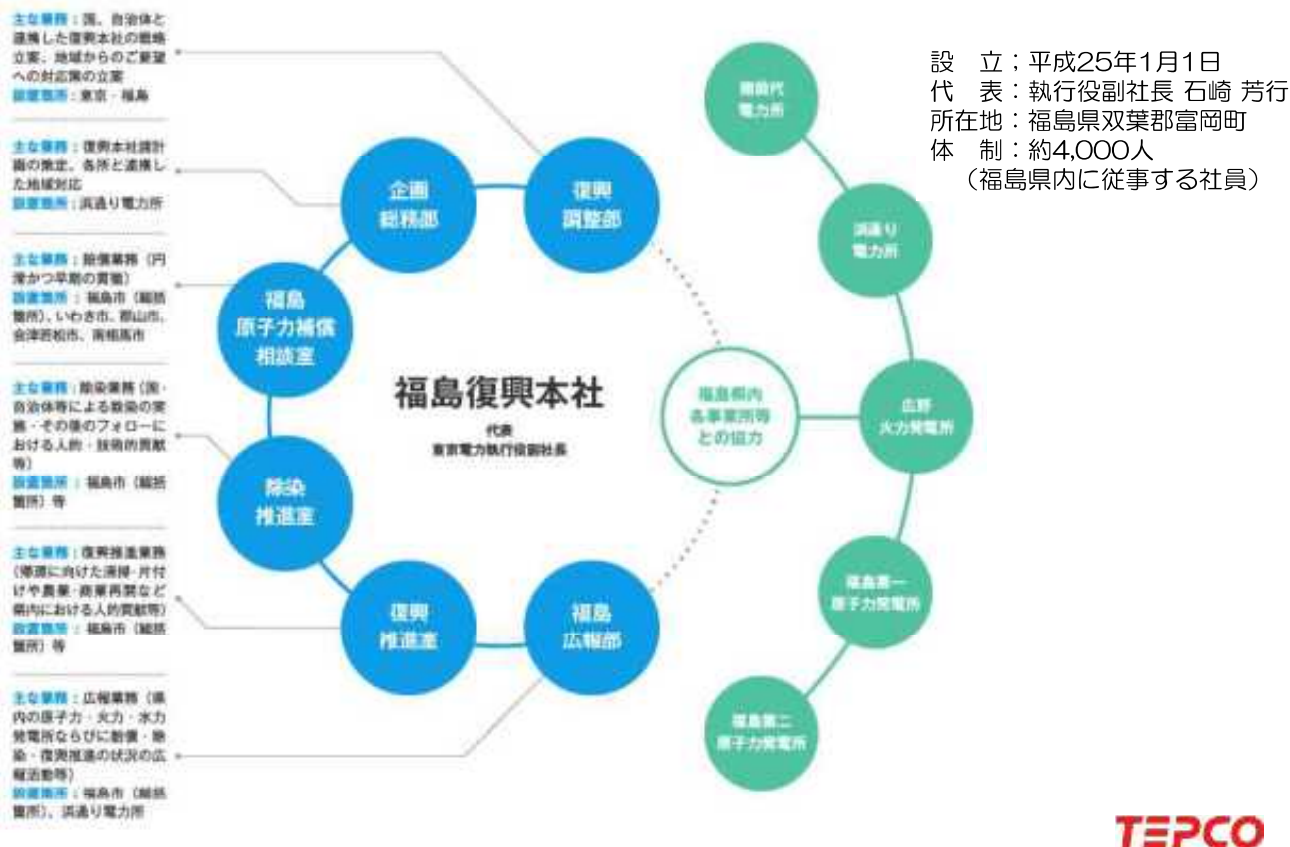 主な業務：国、自治体と
連携した復興本社の戦略
立案、地域からのご要望
への対応策の立案
設置箇所：東京・福島
主な業務：復興本社諸計
画の策定、各所と連携し
た地域対応
設置箇所：浜通り電力所
主な業務：賠償業務（円
滑かつ早期の貫徹）
設置箇所：福島市（総括
箇所）、いわき市、郡山市、
会津若松市、南相馬市
主な業務：除染業務（国・
自治体等による除染の実
施・その後のフォローに
おける人的・技術的貢献
等）
設置箇所：福島市（総括
箇所）等
主な業務：復興推進業務
（帰還に向けた清掃・片付
けや農業・商業再開など
県内における人的貢献等）
設置箇所：福島市（総括
箇所）等
主な業務：広報業務（県
内の原子力・火力・水力
発電所ならびに賠償・除
染・復興推進の状況の広
報活動等）
設置箇所：福島市（総括
箇所）、浜通り電力所
企画
総務部
復興
調整部
福島
原子力補償
相談室
除染
推進室
復興
推進室
福島
広報部
福島復興本社
代表
東京電力執行役副社長
福島県内
各事業所等
との協力
猪苗代
電力所
浜通り
電力所
広野
火力発電所
福島第一
原子力発電所
福島第二
原子力発電所
設　立；平成25年1月1日
代　表：執行役副社長 石崎 芳行
所在地：福島県双葉郡富岡町
体　制：約4,000人
（福島県内に従事する社員）
TEPCO